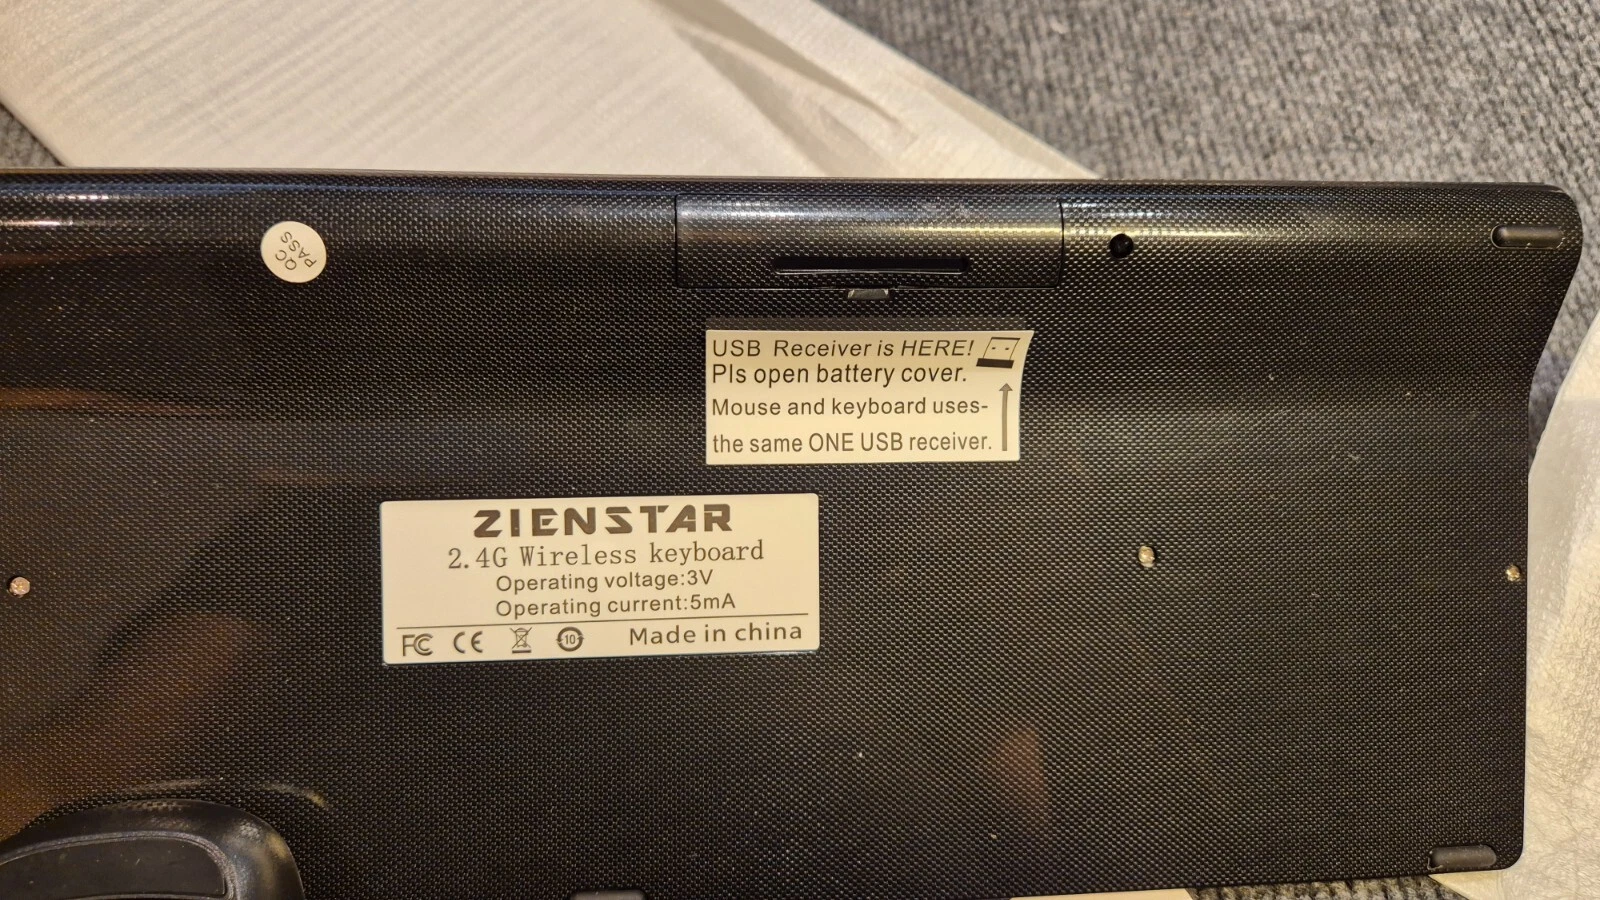 QC
PASS
USB Receiver is HERE!
Pls open battery cover.
Mouse and keyboard uses-
the same ONE USB receiver.
ZIENSTAR
2.4G Wireless keyboard
Operating voltage:3V
Operating current:5mA
FC CE 10 Made in china